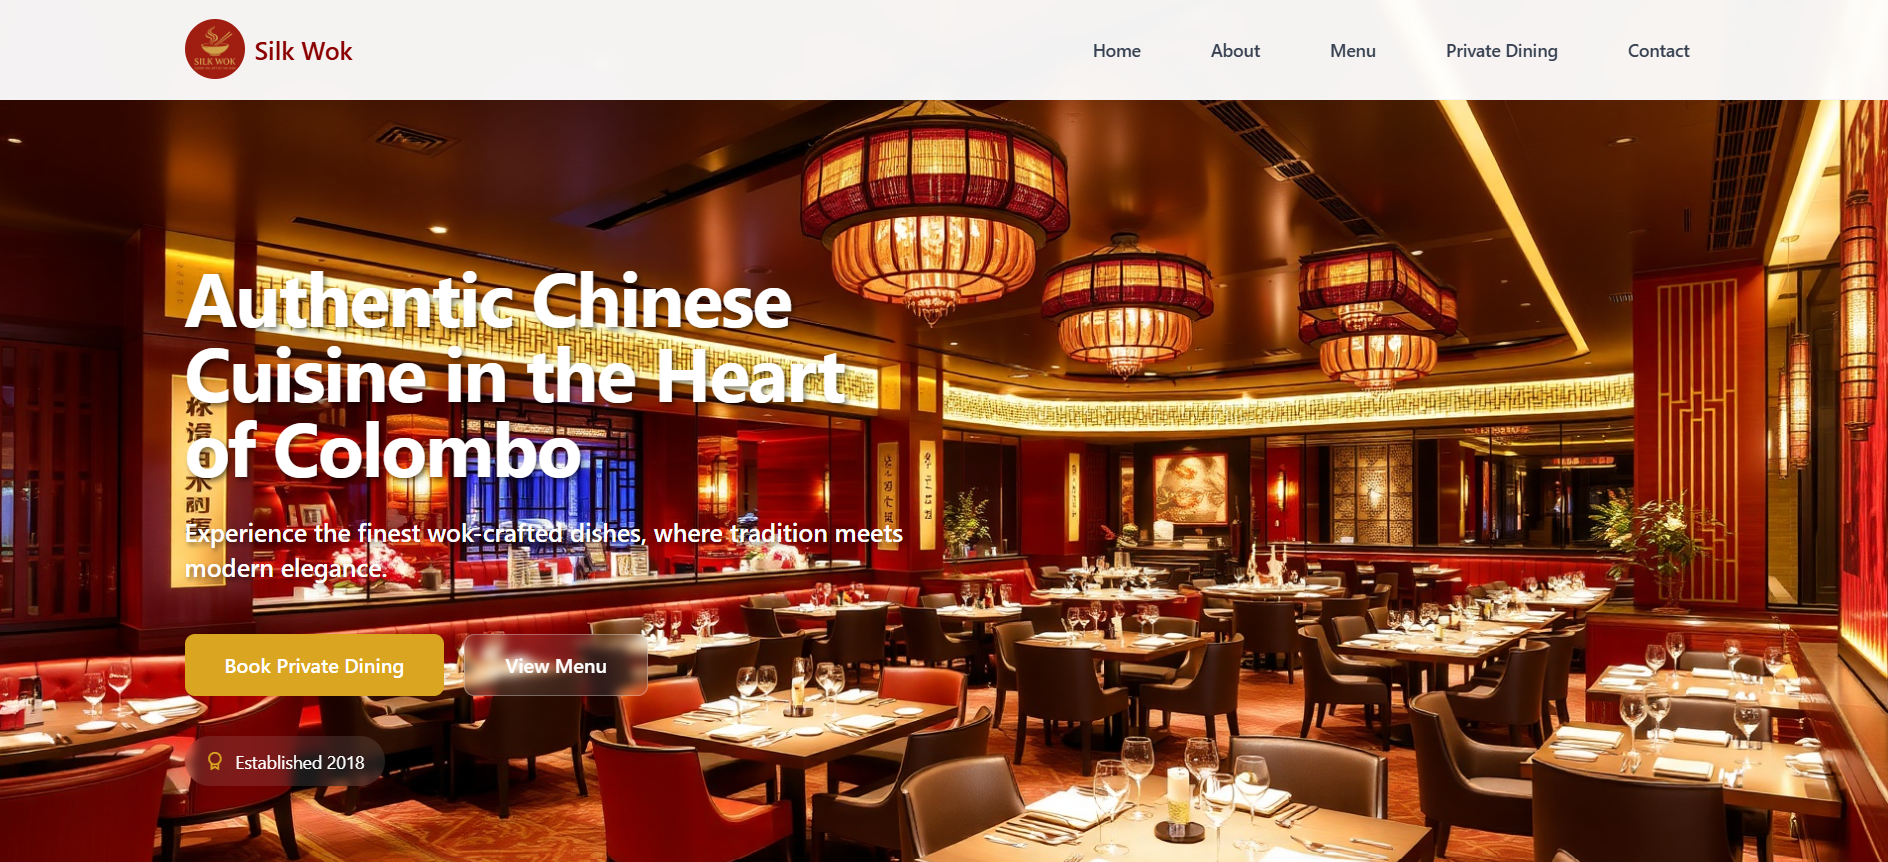 SILK WOK
Silk Wok
Home
About
Menu
Private Dining
Contact
Authentic Chinese
Cuisine in the Heart
of Colombo
Experience the finest wok-crafted dishes, where tradition meets
modern elegance.
Book Private Dining
View Menu
Established 2018